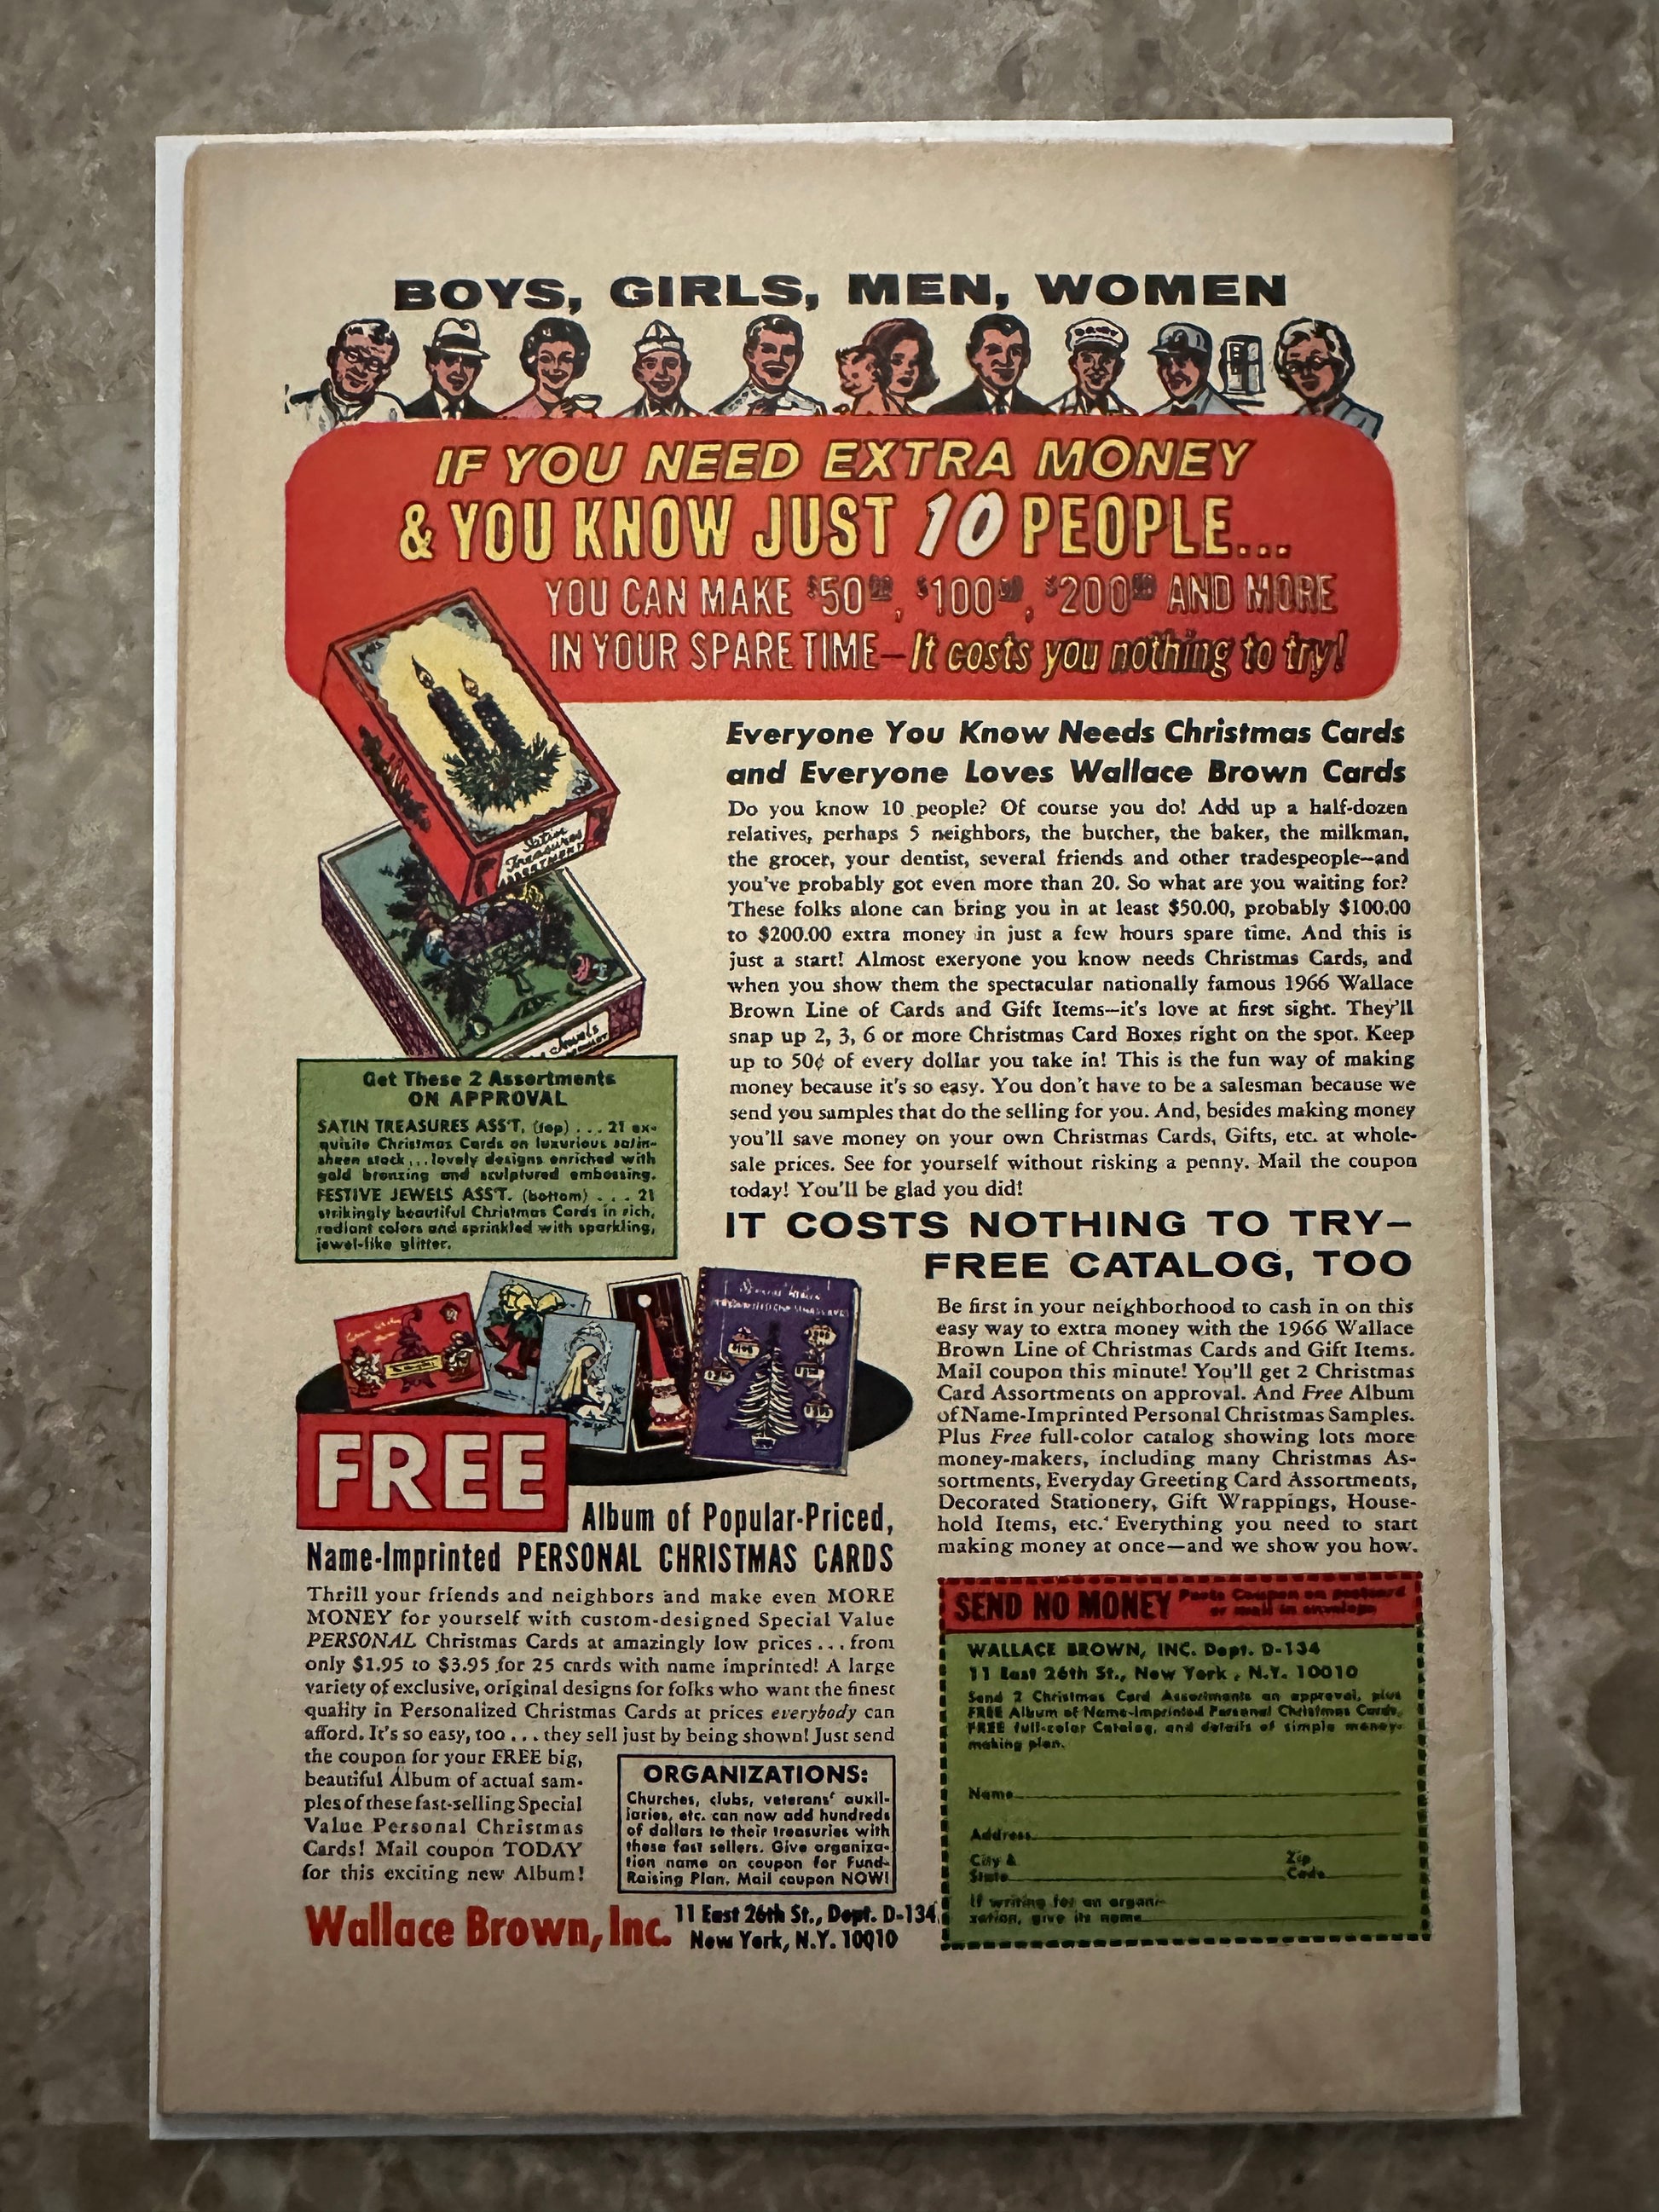 BOYS, GIRLS, MEN, WOMEN
DAIRY
IF YOU NEED EXTRA MONEY
& YOU KNOW JUST 10 PEOPLE...
YOU CAN MAKE $50.00, $100.00, $200.00 AND MORE
IN YOUR SPARE TIME—It costs you nothing to try!
Satin
Treasures
ASSORTMENT
Jewels
Everyone You Know Needs Christmas Cards
and Everyone Loves Wallace Brown Cards
Do you know 10 people? Of course you do! Add up a half-dozen
relatives, perhaps 5 neighbors, the butcher, the baker, the milkman,
the grocer, your dentist, several friends and other tradespeople—and
you've probably got even more than 20. So what are you waiting for?
These folks alone can bring you in at least $50.00, probably $100.00
to $200.00 extra money in just a few hours spare time. And this is
just a start! Almost exeryone you know needs Christmas Cards, and
when you show them the spectacular nationally famous 1966 Wallace
Brown Line of Cards and Gift Items—it's love at first sight. They'll
snap up 2, 3, 6 or more Christmas Card Boxes right on the spot. Keep
up to 50¢ of every dollar you take in! This is the fun way of making
money because it's so easy. You don't have to be a salesman because we
send you samples that do the selling for you. And, besides making money
you'll save money on your own Christmas Cards, Gifts, etc. at whole-
sale prices. See for yourself without risking a penny. Mail the coupon
today! You'll be glad you did!
Get These 2 Assortments
ON APPROVAL
SATIN TREASURES ASS'T. (top) . . . 21 ex-
quisite Christmas Cards on luxurious satin-
sheen stock . . . lovely designs enriched with
gold bronzing and sculptured embossing.
FESTIVE JEWELS ASS'T. (bottom) . . . 21
strikingly beautiful Christmas Cards in rich,
radiant colors and sprinkled with sparkling,
jewel-like glitter.
IT COSTS NOTHING TO TRY—
FREE CATALOG, TOO
Be first in your neighborhood to cash in on this
easy way to extra money with the 1966 Wallace
Brown Line of Christmas Cards and Gift Items.
Mail coupon this minute! You'll get 2 Christmas
Card Assortments on approval. And Free Album
of Name-Imprinted Personal Christmas Samples.
Plus Free full-color catalog showing lots more
money-makers, including many Christmas As-
sortments, Everyday Greeting Card Assortments,
Decorated Stationery, Gift Wrappings, House-
hold Items, etc. Everything you need to start
making money at once—and we show you how.
FREE
Album of Popular-Priced,
Name-Imprinted PERSONAL CHRISTMAS CARDS
Thrill your friends and neighbors and make even MORE
MONEY for yourself with custom-designed Special Value
PERSONAL Christmas Cards at amazingly low prices . . . from
only $1.95 to $3.95 for 25 cards with name imprinted! A large
variety of exclusive, original designs for folks who want the finest
quality in Personalized Christmas Cards at prices everybody can
afford. It's so easy, too . . . they sell just by being shown! Just send
the coupon for your FREE big,
beautiful Album of actual sam-
ples of these fast-selling Special
Value Personal Christmas
Cards! Mail coupon TODAY
for this exciting new Album!
ORGANIZATIONS:
Churches, clubs, veterans' auxil-
iaries, etc. can now add hundreds
of dollars to their treasuries with
these fast sellers. Give organiza-
tion name on coupon for Fund-
Raising Plan. Mail coupon NOW!
Wallace Brown, Inc. 11 East 26th St., Dept. D-134,
New York, N.Y. 10010
SEND NO MONEY Paste Coupon on postcard
or mail in envelope
WALLACE BROWN, INC. Dept. D-134
11 East 26th St., New York, N.Y. 10010
Send 2 Christmas Card Assortments on approval, plus
FREE Album of Name-Imprinted Personal Christmas Cards,
FREE full-color Catalog, and details of simple money-
making plan.
Name
Address
City & State Zip Code
If writing for an organi-
zation, give its name